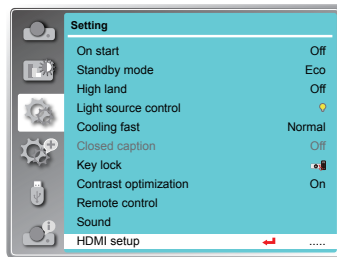 Setting
On start Off
Standby mode Eco
High land Off
Light source control
Cooling fast Normal
Closed caption Off
Key lock
Contrast optimization On
Remote control
Sound
HDMI setup .....